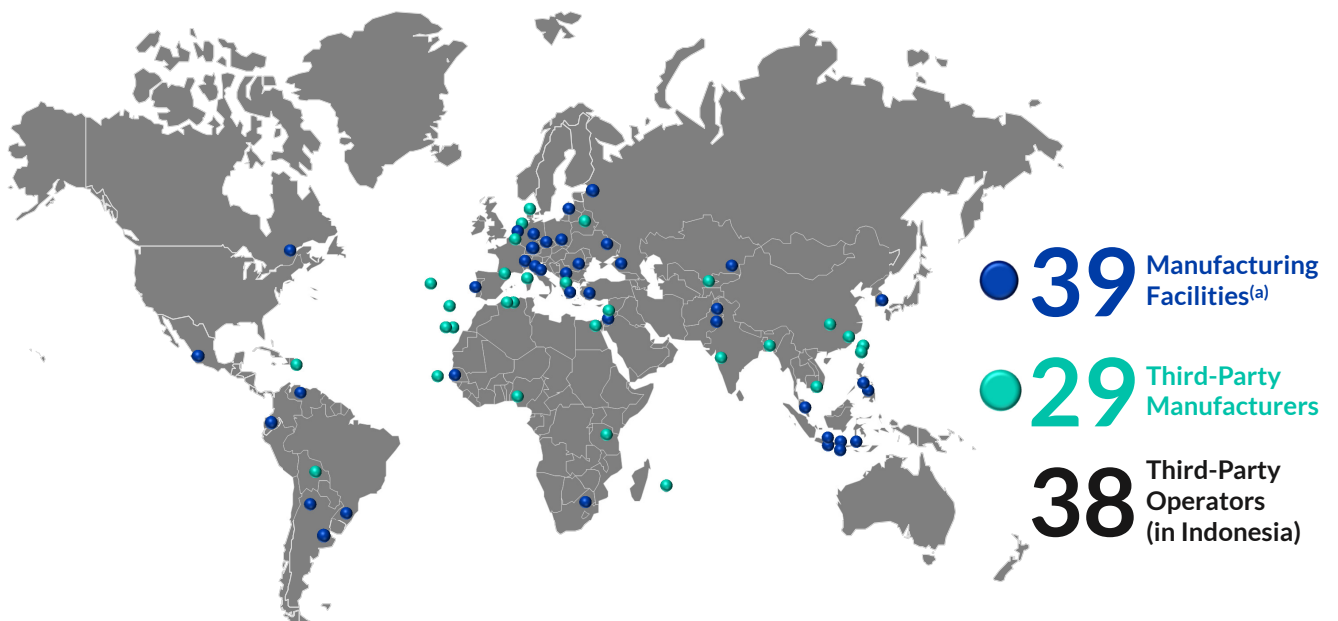 39
Manufacturing
Facilities(a)
29
Third-Party
Manufacturers
38
Third-Party
Operators
(in Indonesia)